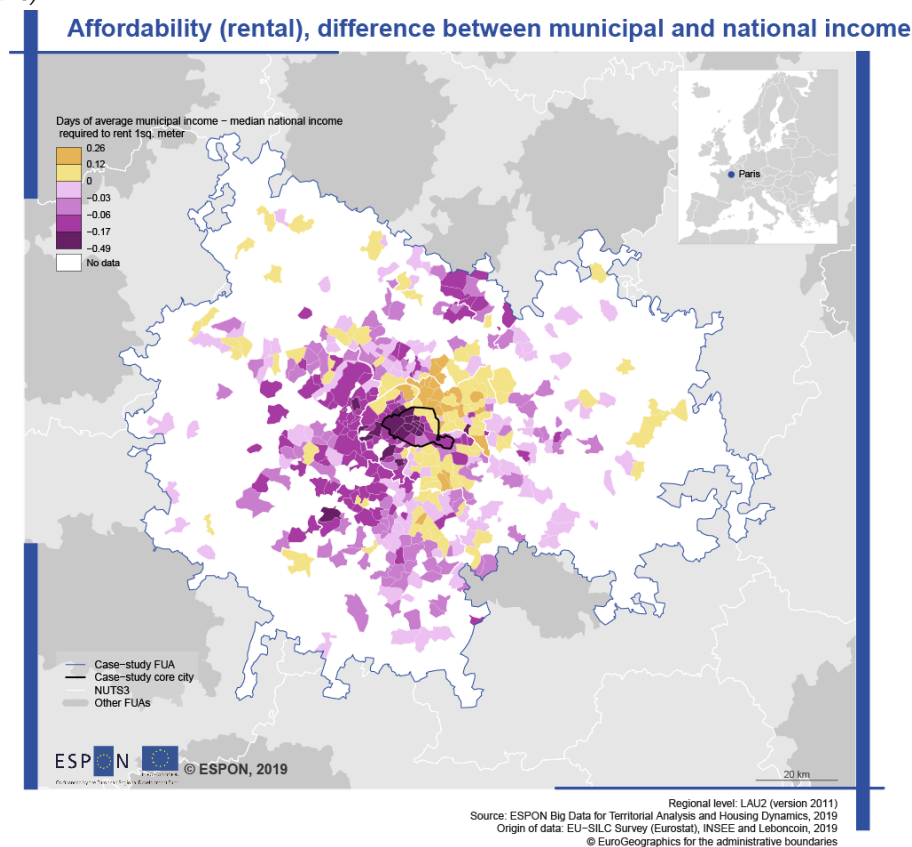 Affordability (rental), difference between municipal and national income
Days of average municipal income − median national income
required to rent 1sq. meter
0.26
0.12
0
−0.03
−0.06
−0.17
−0.49
No data
Paris
Case−study FUA
Case−study core city
NUTS3
Other FUAs
ESPON
© ESPON, 2019
20 km
Regional level: LAU2 (version 2011)
Source: ESPON Big Data for Territorial Analysis and Housing Dynamics, 2019
Origin of data: EU−SILC Survey (Eurostat), INSEE and Leboncoin, 2019
© EuroGeographics for the administrative boundaries